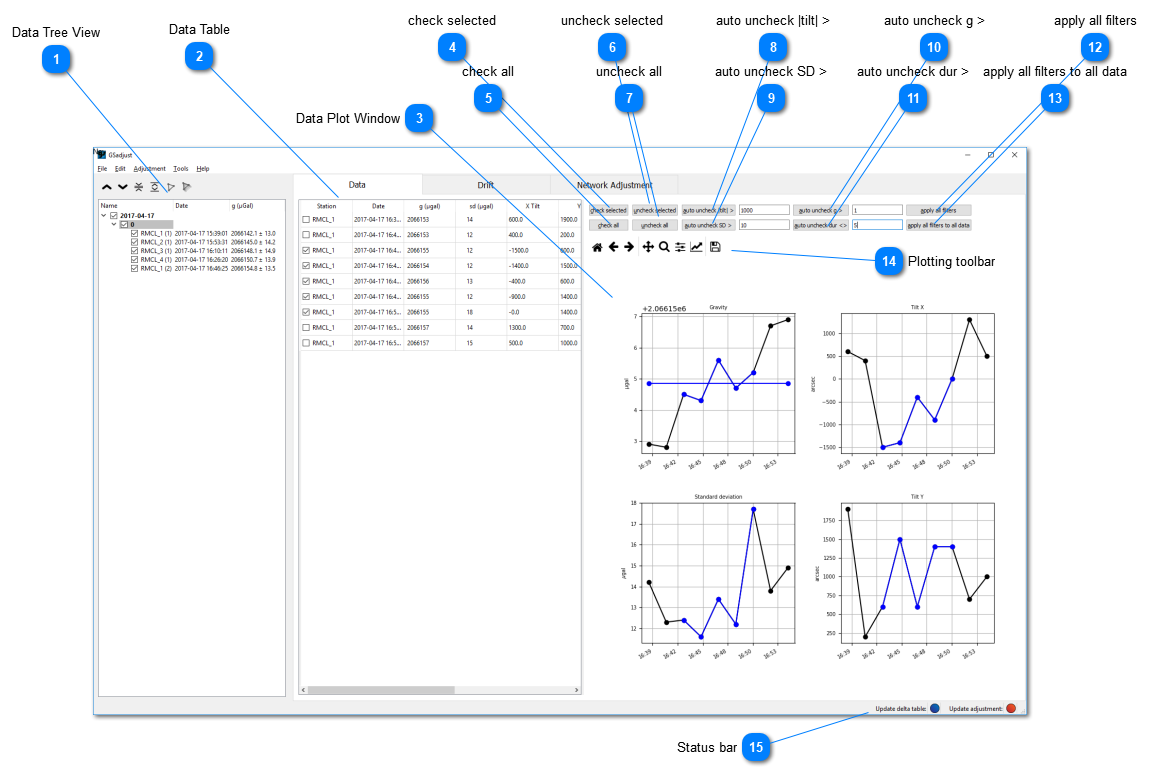 check selected
uncheck selected
auto uncheck |tilt| >
auto uncheck g >
apply all filters
Data Tree View
Data Table
4
6
8
10
12
1
2
check all
uncheck all
auto uncheck SD >
auto uncheck dur >
apply all filters to all data
5
7
9
11
13
Data Plot Window
3
GSadjust
File Edit Adjustment Tools Help
Data
Drift
Network Adjustment
Name Date g (µGal)
2017-04-17
0
RMCL_1 (1) 2017-04-17 15:39:01 2066142.1 ± 13.0
RMCL_2 (1) 2017-04-17 15:53:31 2066145.0 ± 14.2
RMCL_3 (1) 2017-04-17 16:10:11 2066148.1 ± 14.9
RMCL_4 (1) 2017-04-17 16:26:20 2066150.7 ± 13.9
RMCL_1 (2) 2017-04-17 16:46:25 2066154.8 ± 13.5
Station Date g (µgal) sd (µgal) X Tilt Y
RMCL_1 2017-04-17 16:3... 2066153 14 600.0 1900.0
RMCL_1 2017-04-17 16:4... 2066153 12 400.0 200.0
RMCL_1 2017-04-17 16:4... 2066155 12 -1500.0 600.0
RMCL_1 2017-04-17 16:4... 2066154 12 -1400.0 1500.0
RMCL_1 2017-04-17 16:4... 2066156 13 -400.0 600.0
RMCL_1 2017-04-17 16:4... 2066155 12 -900.0 1400.0
RMCL_1 2017-04-17 16:5... 2066155 18 -0.0 1400.0
RMCL_1 2017-04-17 16:5... 2066157 14 1300.0 700.0
RMCL_1 2017-04-17 16:5... 2066157 15 500.0 1000.0
check selected uncheck selected auto uncheck |tilt| > 1000 auto uncheck g > 1 apply all filters
check all uncheck all auto uncheck SD > 10 auto uncheck dur <> 5 apply all filters to all data
14
Plotting toolbar
+2.06615e6
Gravity
7
6
5
4
3
µgal
16:39 16:42 16:45 16:48 16:50 16:53
Tilt X
1000
500
0
−500
−1000
−1500
arcsec
16:39 16:42 16:45 16:48 16:50 16:53
Standard deviation
18
17
16
15
14
13
12
µgal
16:39 16:42 16:45 16:48 16:50 16:53
Tilt Y
1750
1500
1250
1000
750
500
250
arcsec
16:39 16:42 16:45 16:48 16:50 16:53
Update delta table: Update adjustment:
Status bar
15